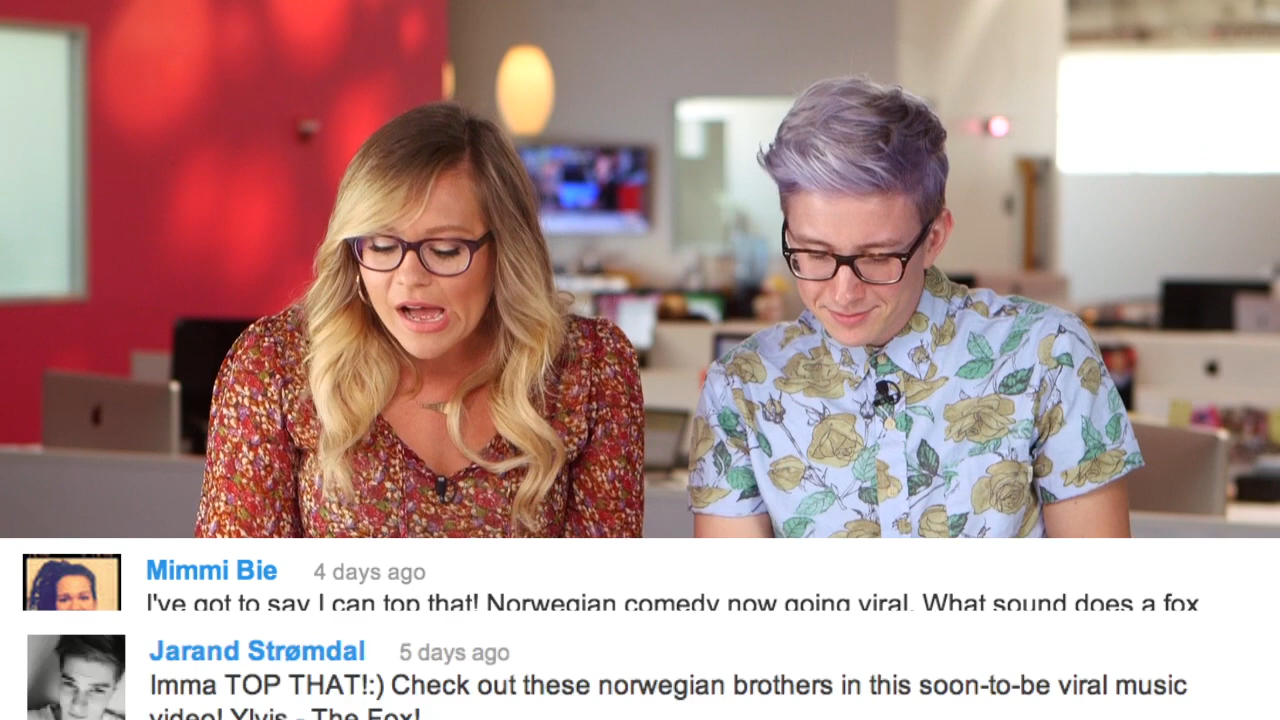 Mimmi Bie 4 days ago
I've got to say I can top that! Norwegian comedy now going viral. What sound does a fox
Jarand Strømdal 5 days ago
Imma TOP THAT!:) Check out these norwegian brothers in this soon-to-be viral music
video! Ylvis - The Fox!